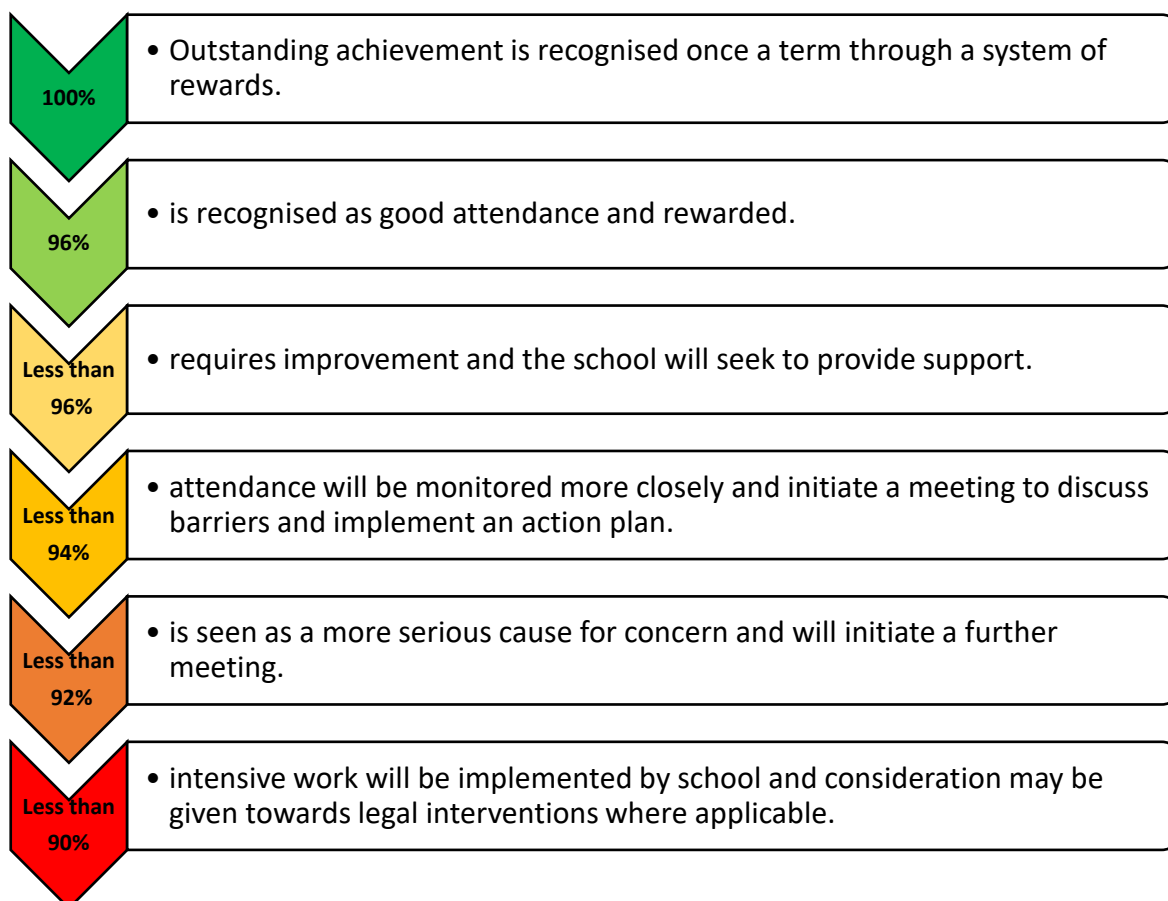 100%
• Outstanding achievement is recognised once a term through a system of
rewards.
96%
• is recognised as good attendance and rewarded.
Less than
96%
• requires improvement and the school will seek to provide support.
Less than
94%
• attendance will be monitored more closely and initiate a meeting to discuss
barriers and implement an action plan.
Less than
92%
• is seen as a more serious cause for concern and will initiate a further
meeting.
Less than
90%
• intensive work will be implemented by school and consideration may be
given towards legal interventions where applicable.